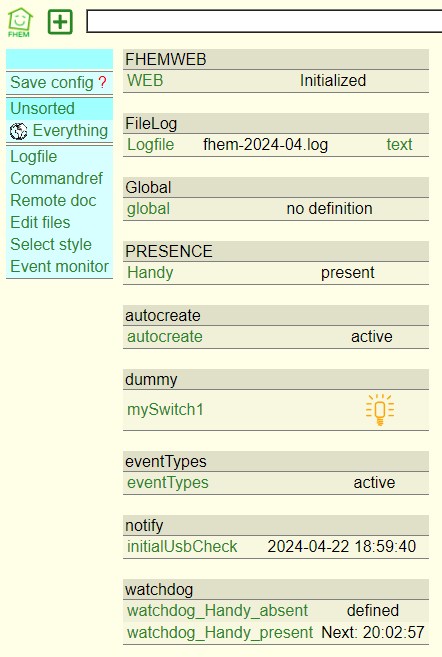 FHEM
Save config ?
Unsorted
Everything
Logfile
Commandref
Remote doc
Edit files
Select style
Event monitor
FHEMWEB
WEB Initialized
FileLog
Logfile fhem-2024-04.log text
Global
global no definition
PRESENCE
Handy present
autocreate
autocreate active
dummy
mySwitch1
eventTypes
eventTypes active
notify
initialUsbCheck 2024-04-22 18:59:40
watchdog
watchdog_Handy_absent defined
watchdog_Handy_present Next: 20:02:57